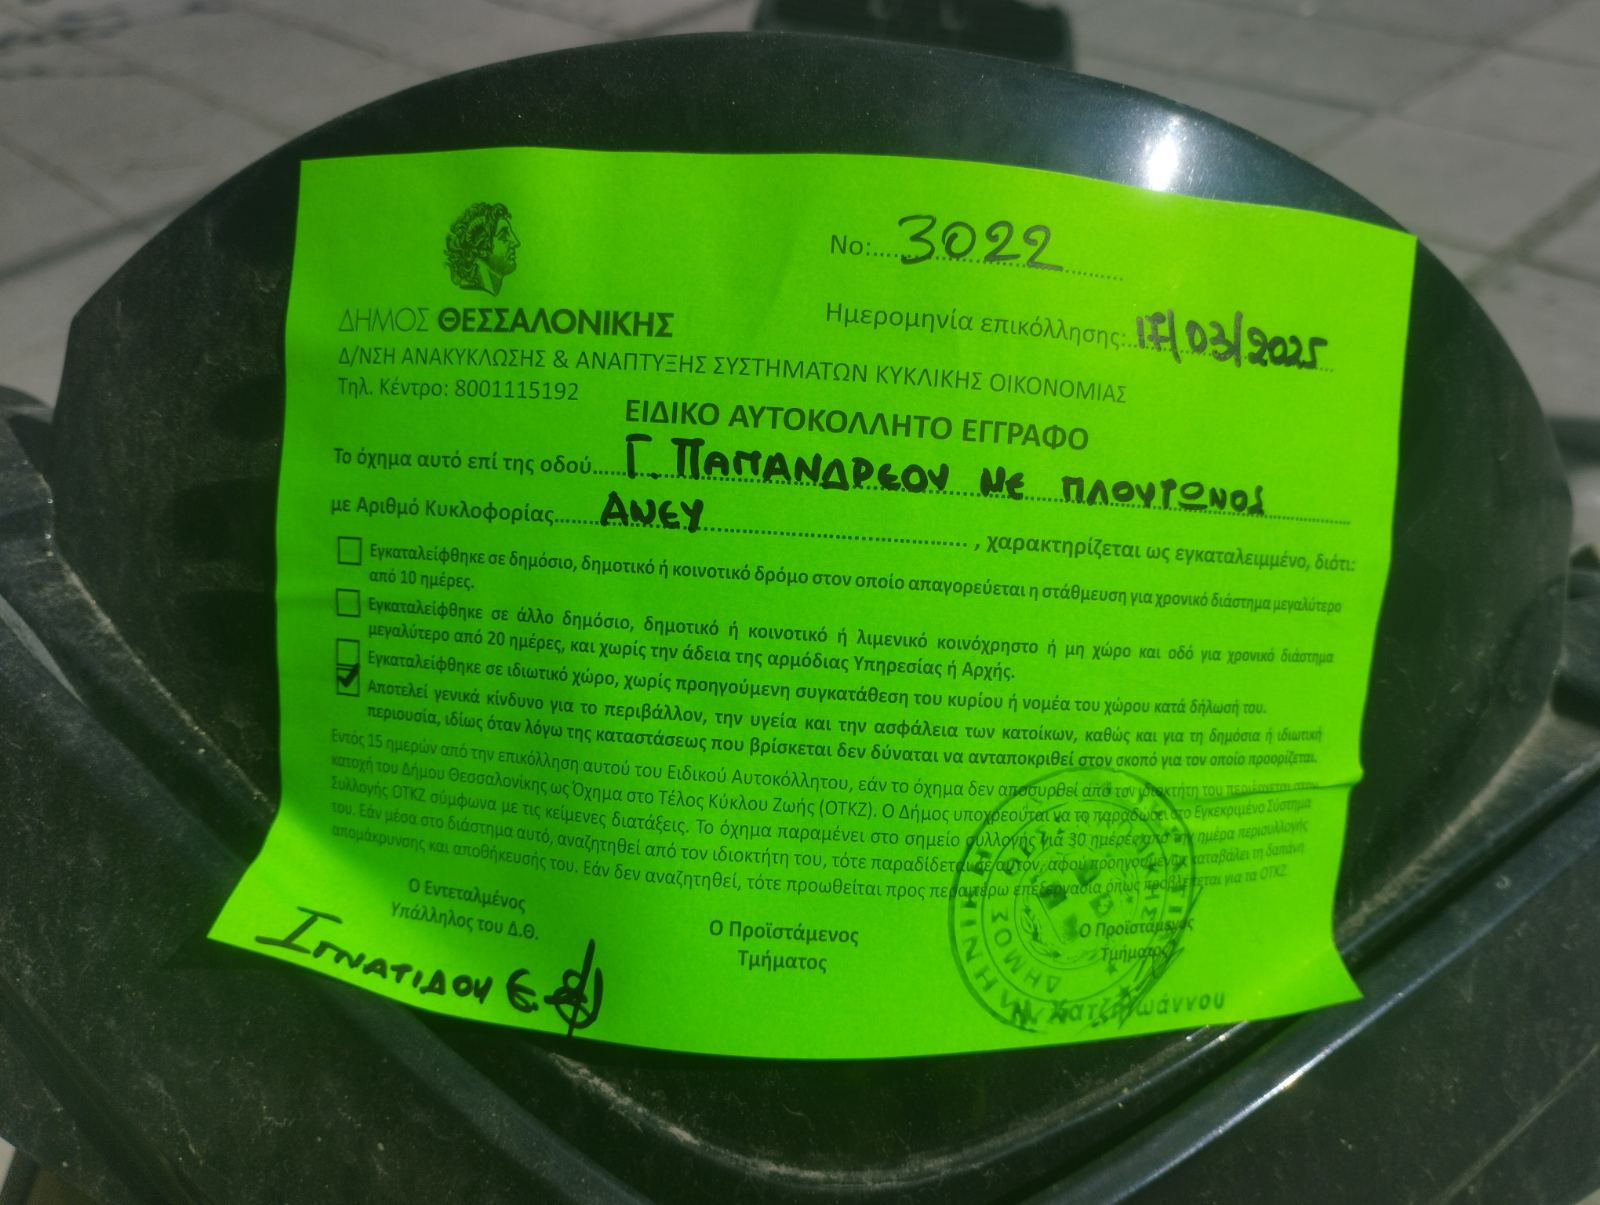 No: 3022
ΔΗΜΟΣ ΘΕΣΣΑΛΟΝΙΚΗΣ
Ημερομηνία επικόλλησης: 17/03/2025
Δ/ΝΣΗ ΑΝΑΚΥΚΛΩΣΗΣ & ΑΝΑΠΤΥΞΗΣ ΣΥΣΤΗΜΑΤΩΝ ΚΥΚΛΙΚΗΣ ΟΙΚΟΝΟΜΙΑΣ
Τηλ. Κέντρο: 8001115192
ΕΙΔΙΚΟ ΑΥΤΟΚΟΛΛΗΤΟ ΕΓΓΡΑΦΟ
Το όχημα αυτό επί της οδού Γ. ΠΑΠΑΝΔΡΕΟΥ ΜΕ ΠΛΟΥΤΩΝΟΣ
με Αριθμό Κυκλοφορίας ΑΝΕΥ , χαρακτηρίζεται ως εγκαταλειμμένο, διότι:
Εγκαταλείφθηκε σε δημόσιο, δημοτικό ή κοινοτικό δρόμο στον οποίο απαγορεύεται η στάθμευση για χρονικό διάστημα μεγαλύτερο
από 10 ημέρες.
Εγκαταλείφθηκε σε άλλο δημόσιο, δημοτικό ή κοινοτικό ή λιμενικό κοινόχρηστο ή μη χώρο και οδό για χρονικό διάστημα
μεγαλύτερο από 20 ημέρες, και χωρίς την άδεια της αρμόδιας Υπηρεσίας ή Αρχής.
Εγκαταλείφθηκε σε ιδιωτικό χώρο, χωρίς προηγούμενη συγκατάθεση του κυρίου ή νομέα του χώρου κατά δήλωσή του.
Αποτελεί γενικά κίνδυνο για το περιβάλλον, την υγεία και την ασφάλεια των κατοίκων, καθώς και για τη δημόσια ή ιδιωτική
περιουσία, ιδίως όταν λόγω της καταστάσεως που βρίσκεται δεν δύναται να ανταποκριθεί στον σκοπό για τον οποίο προορίζεται.
Εντός 15 ημερών από την επικόλληση αυτού του Ειδικού Αυτοκόλλητου, εάν το όχημα δεν αποσυρθεί από τον ιδιοκτήτη του περιέρχεται στην
κατοχή του Δήμου Θεσσαλονίκης ως Όχημα στο Τέλος Κύκλου Ζωής (ΟΤΚΖ). Ο Δήμος υποχρεούται να το παραδώσει στο Εγκεκριμένο Σύστημα
Συλλογής ΟΤΚΖ σύμφωνα με τις κείμενες διατάξεις. Το όχημα παραμένει στο σημείο συλλογής για 30 ημέρες από την ημέρα περισυλλογής
του. Εάν μέσα στο διάστημα αυτό, αναζητηθεί από τον ιδιοκτήτη του, τότε παραδίδεται σε αυτόν, αφού προηγουμένως καταβάλει τη δαπάνη
απομάκρυνσης και αποθήκευσής του. Εάν δεν αναζητηθεί, τότε προωθείται προς περαιτέρω επεξεργασία όπως προβλέπεται για τα ΟΤΚΖ
Ο Εντεταλμένος
Υπάλληλος του Δ.Θ.
ΙΓΝΑΤΙΔΟΥ Ε.
Ο Προϊστάμενος
Τμήματος
Ο Προϊστάμενος
Τμήματος
ΔΗΜΟΣ ΘΕΣΣΑΛΟΝΙΚΗΣ
Ν. Χατζηιωάννου